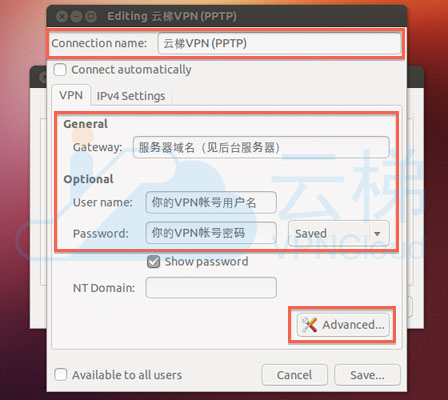 Editing 云梯VPN (PPTP)
Connection name: 云梯VPN (PPTP)
Connect automatically
VPN IPv4 Settings
General
Gateway: 服务器域名（见后台服务器）
Optional
User name: 你的VPN帐号用户名
Password: 你的VPN帐号密码 Saved
Show password
NT Domain:
Advanced...
Available to all users Cancel Save...
云梯
VPNCloud